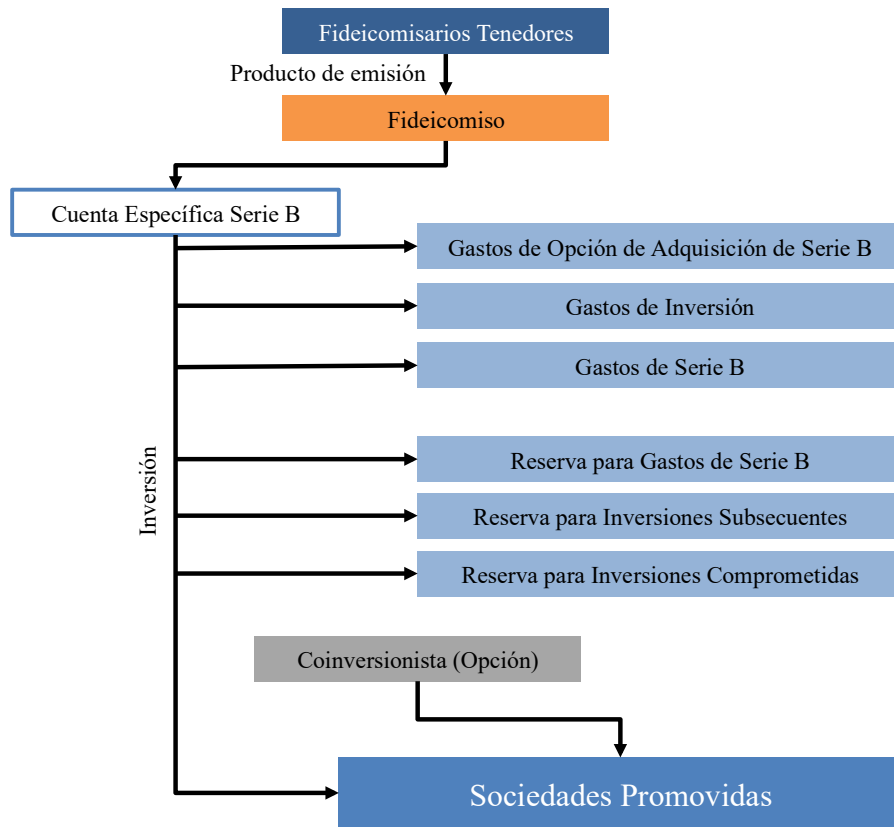 Fideicomisarios Tenedores
Producto de emisión
Fideicomiso
Cuenta Específica Serie B
Gastos de Opción de Adquisición de Serie B
Gastos de Inversión
Gastos de Serie B
Inversión
Reserva para Gastos de Serie B
Reserva para Inversiones Subsecuentes
Reserva para Inversiones Comprometidas
Coinversionista (Opción)
Sociedades Promovidas